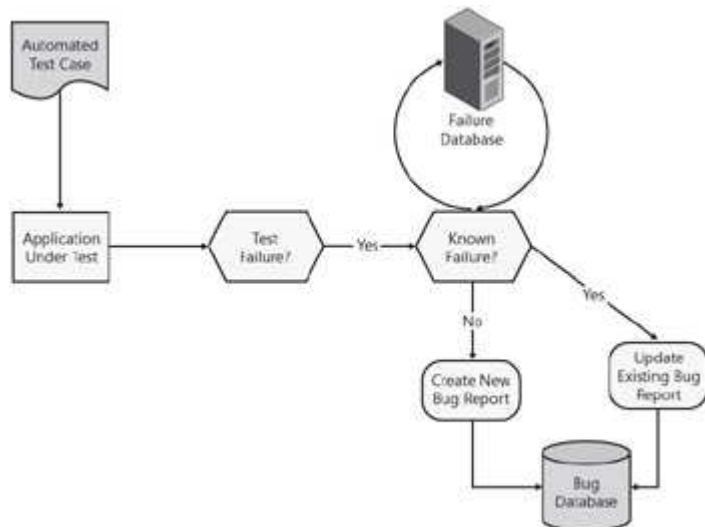 Automated
Test Case
Failure
Database
Application
Under Test
Test
Failure?
Yes
Known
Failure?
Yes
No
Create New
Bug Report
Update
Existing Bug
Report
Bug
Database